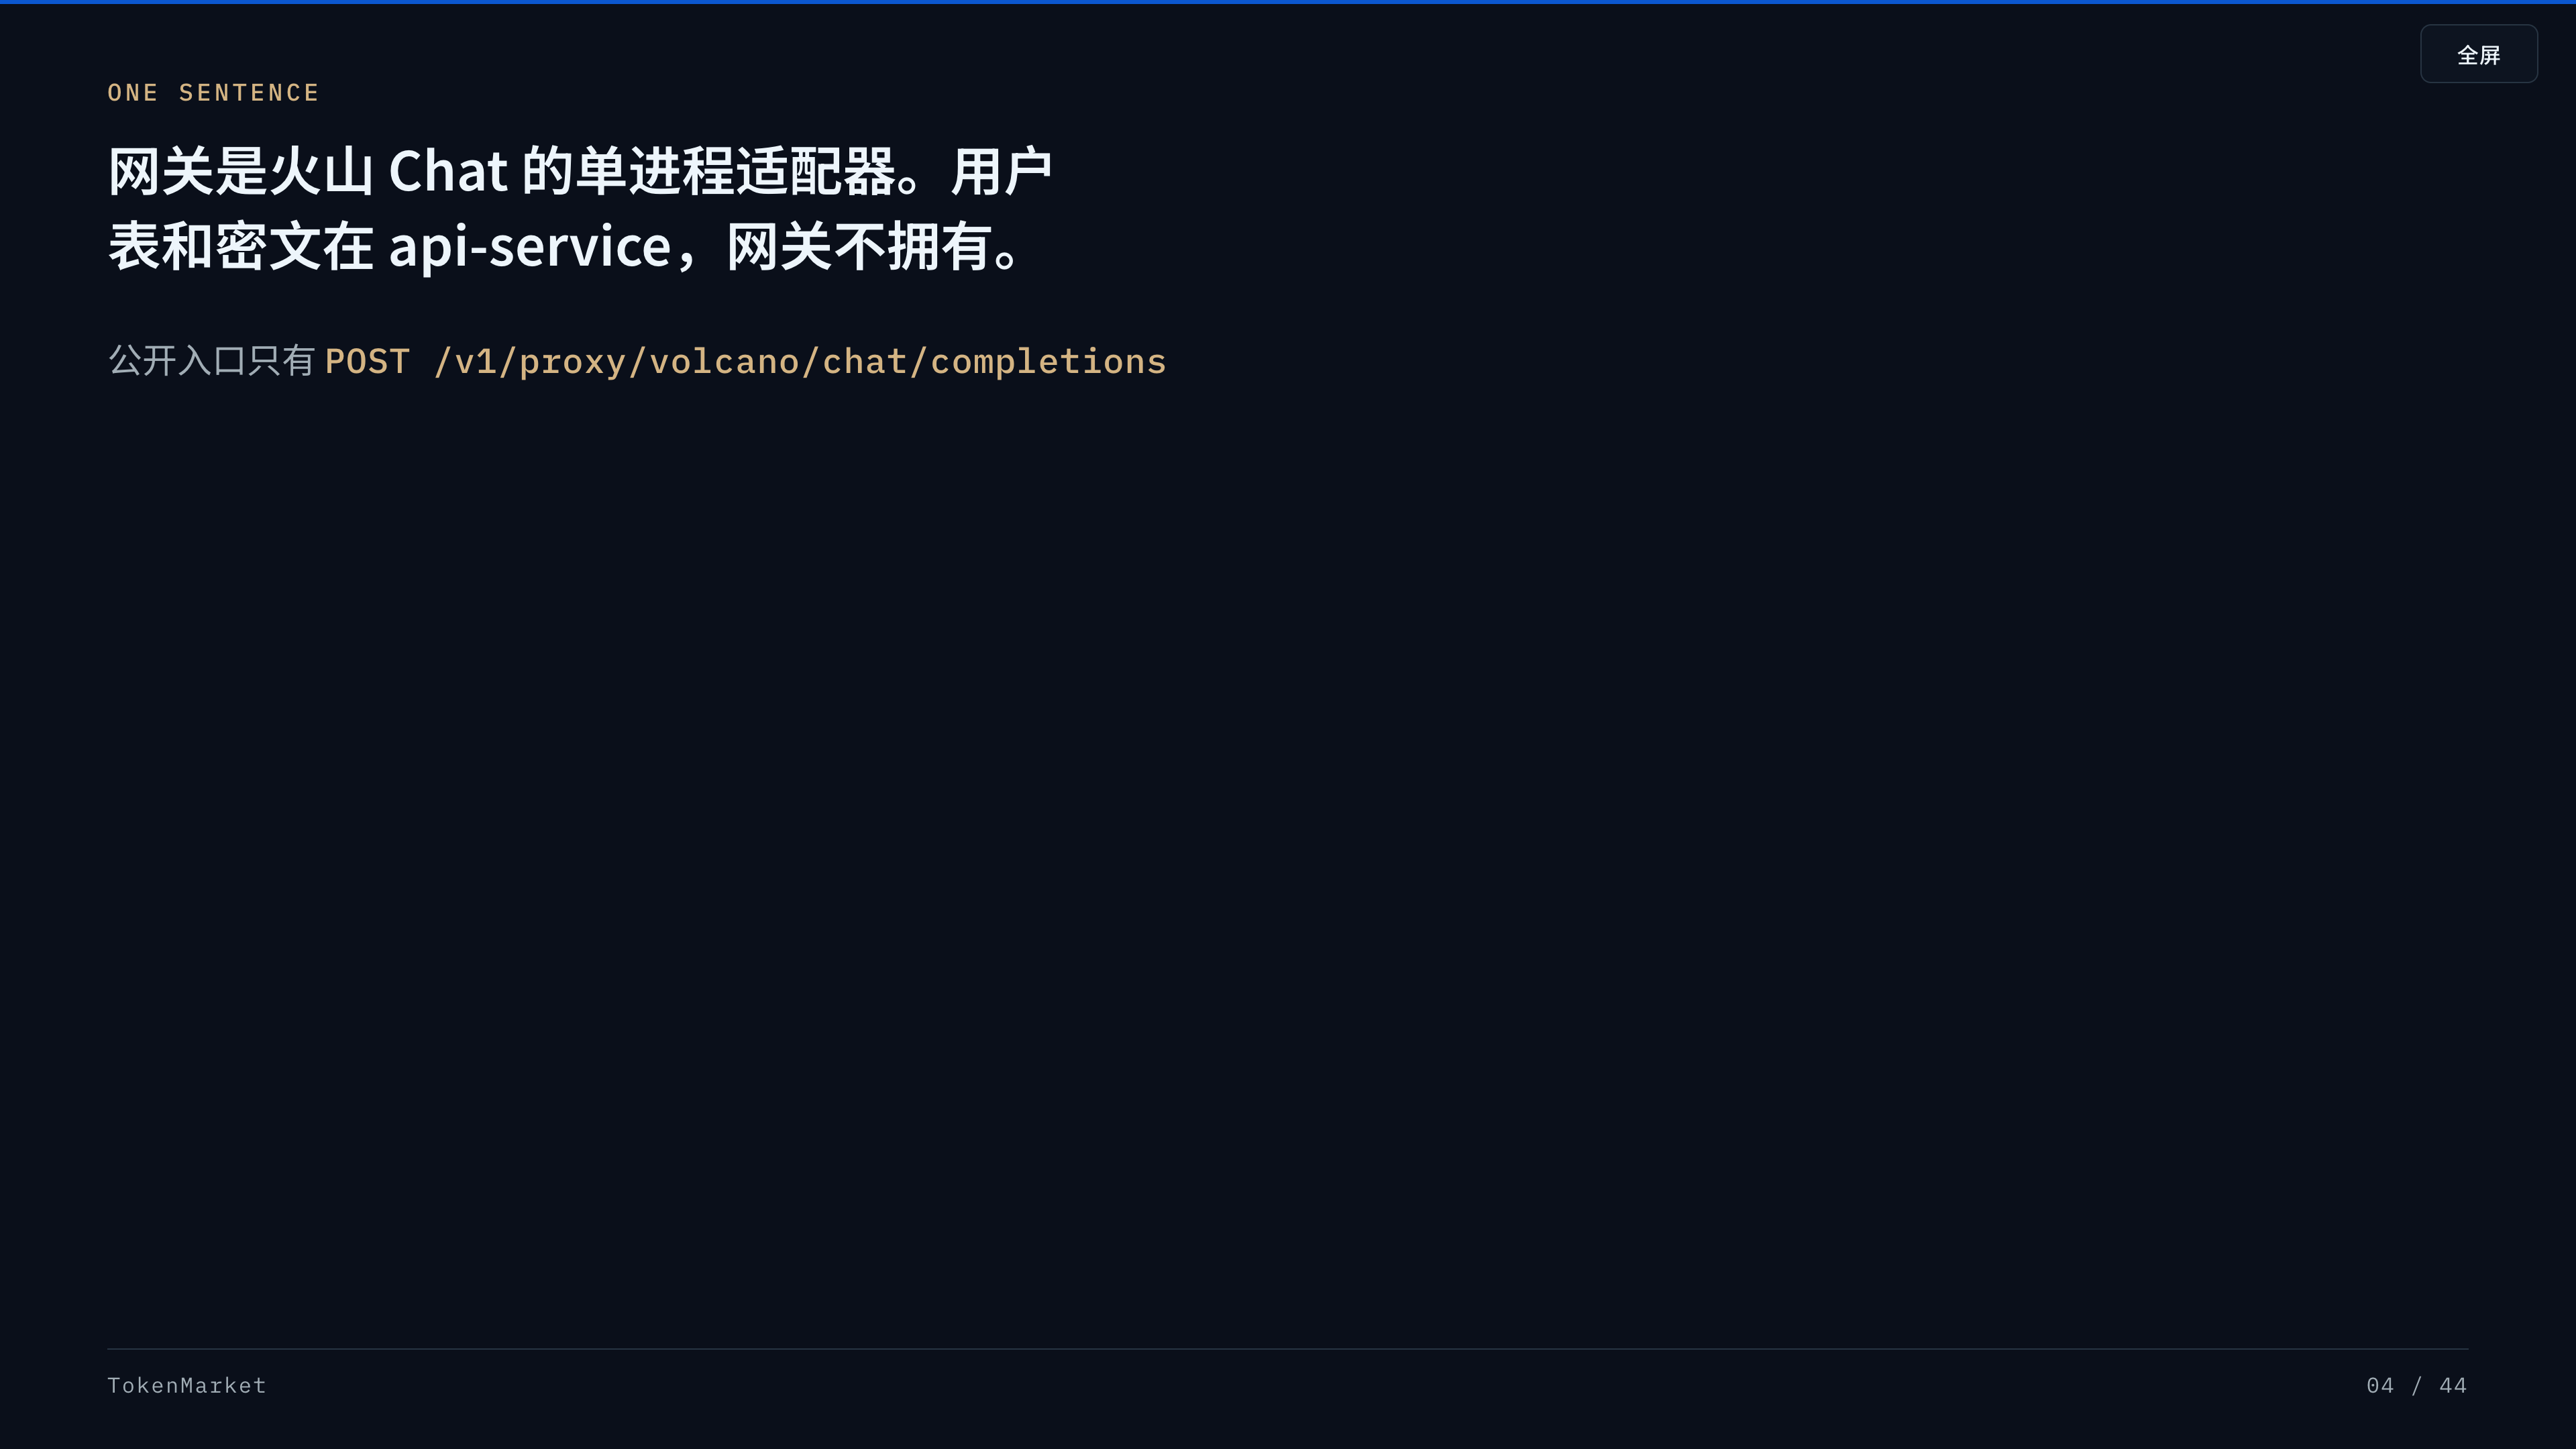 全屏
ONE SENTENCE
网关是火山 Chat 的单进程适配器。用户
表和密文在 api-service，网关不拥有。
公开入口只有 POST /v1/proxy/volcano/chat/completions
TokenMarket
04 / 44